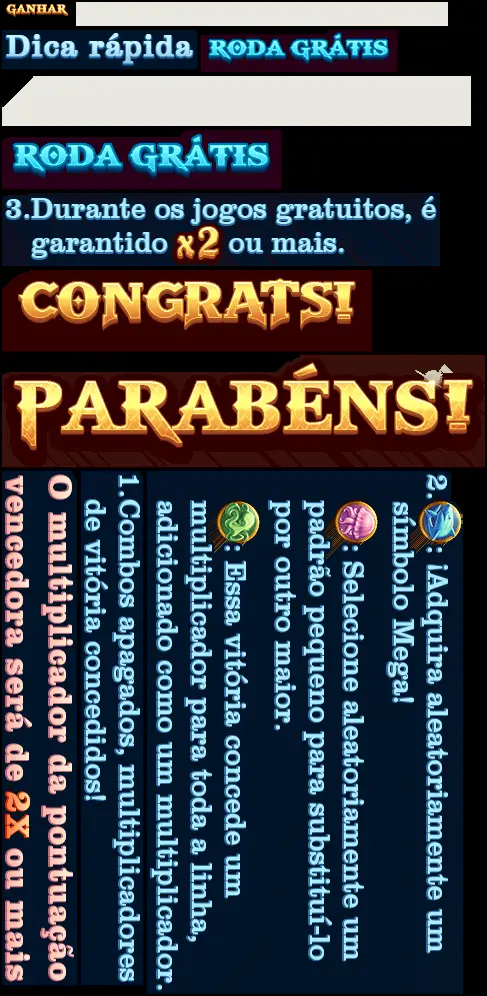 GANHAR
Dica rápida
RODA GRÁTIS
RODA GRÁTIS
3.Durante os jogos gratuitos, é
garantido x2 ou mais.
CONGRATS!
PARABÉNS!
2. : ¡Adquira aleatoriamente um
símbolo Mega!
: Selecione aleatoriamente um
padrão pequeno para substituí-lo
por outro maior.
: Essa vitória concede um
multiplicador para toda a linha,
adicionado como um multiplicador.
1.Combos apagados, multiplicadores
de vitória concedidos!
O multiplicador da pontuação
vencedora será de 2X ou mais